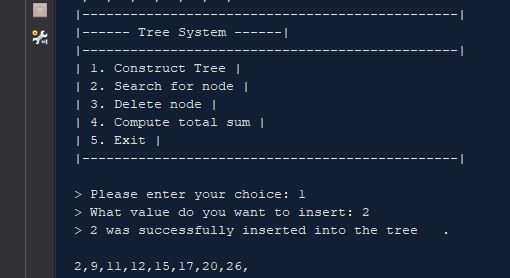 |-----------------------------------------------|
|------ Tree System ------|
|-----------------------------------------------|
| 1. Construct Tree |
| 2. Search for node |
| 3. Delete node |
| 4. Compute total sum |
| 5. Exit |
|-----------------------------------------------|
> Please enter your choice: 1
> What value do you want to insert: 2
> 2 was successfully inserted into the tree   .
2,9,11,12,15,17,20,26,